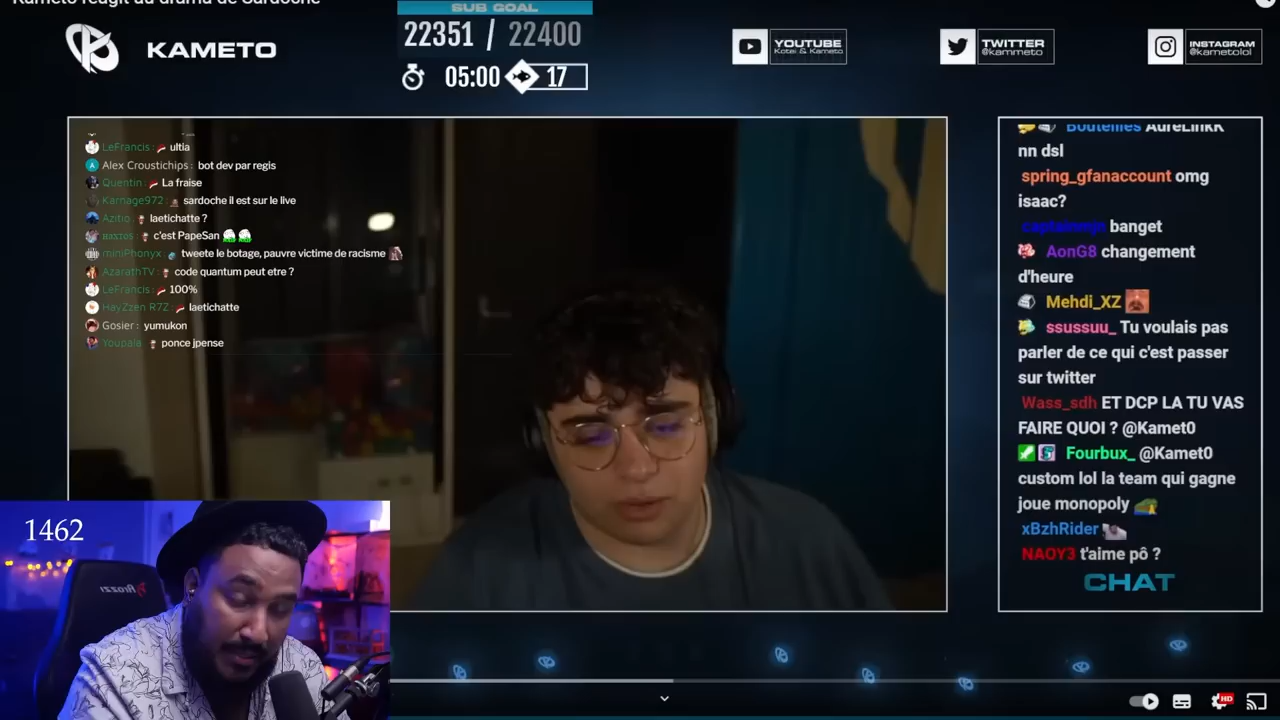 Kameto réagit au drama de Sardoche
KAMETO
SUB GOAL
22351 / 22400
05:00 17
YOUTUBE
Kotei & Kameto
TWITTER
@kammeto
INSTAGRAM
@kametolol
LeFrancis: ultia
Alex Croustichips : bot dev par regis
Quentin: La fraise
Karnage972: sardoche il est sur le live
Azitio: laetichatte ?
c'est PapeSan
miniPhonyx: tweete le botage, pauvre victime de racisme
AzarathTV: code quantum peut etre ?
LeFrancis: 100%
HayZzen R7Z: laetichatte
Gosier: yumukon
Youpala: ponce jpense
Bouteilles AureLinkK
nn dsl
spring_gfanaccount omg
isaac?
banget
AonG8 changement
d'heure
Mehdi_XZ
ssussuu_ Tu voulais pas
parler de ce qui c'est passer
sur twitter
Wass_sdh ET DCP LA TU VAS
FAIRE QUOI ? @Kamet0
Fourbux_ @Kamet0
custom lol la team qui gagne
joue monopoly
xBzhRider
NAOY3 t'aime pô ?
CHAT
1462
HD